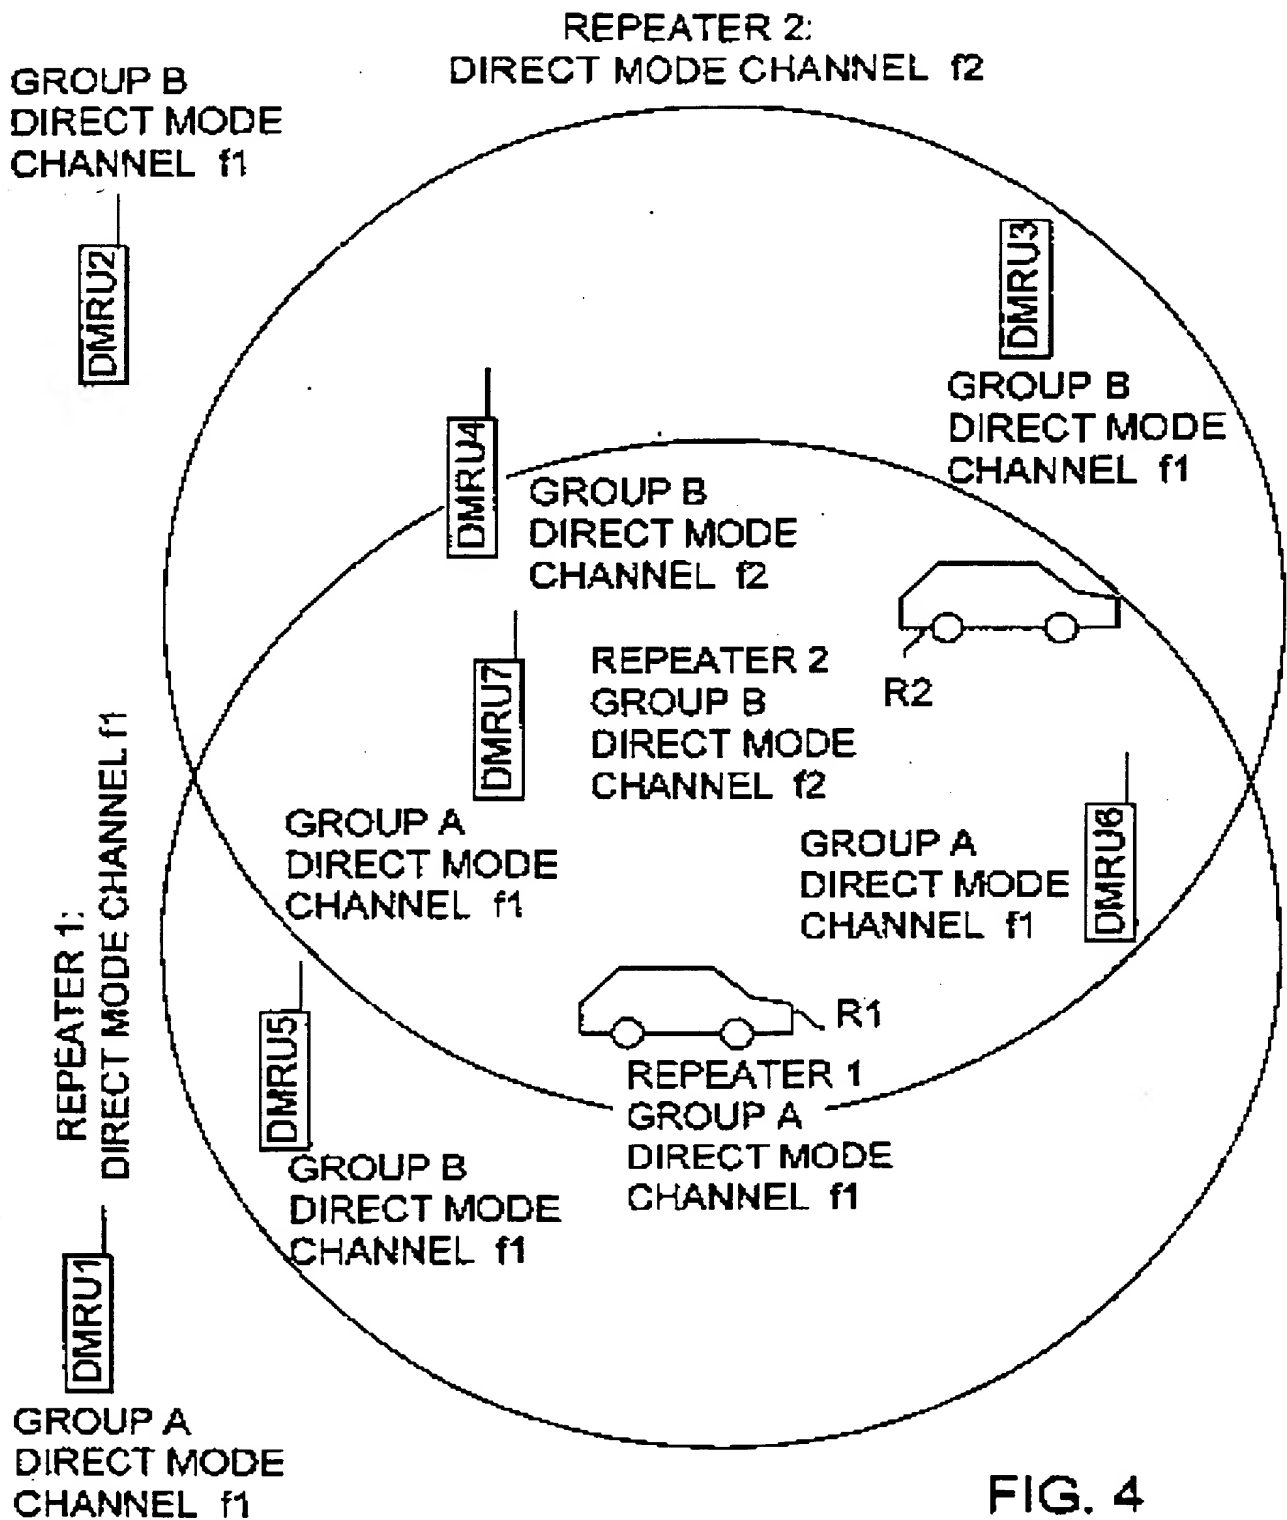 REPEATER 2:
DIRECT MODE CHANNEL f2
GROUP B
DIRECT MODE
CHANNEL f1
DMRU2
DMRU3
GROUP B
DIRECT MODE
CHANNEL f1
DMRU4
GROUP B
DIRECT MODE
CHANNEL f2
R2
DMRU7
REPEATER 2
GROUP B
DIRECT MODE
CHANNEL f2
GROUP A
DIRECT MODE
CHANNEL f1
GROUP A
DIRECT MODE
CHANNEL f1
DMRU6
REPEATER 1:
DIRECT MODE CHANNEL f1
DMRU5
GROUP B
DIRECT MODE
CHANNEL f1
R1
REPEATER 1
GROUP A
DIRECT MODE
CHANNEL f1
DMRU1
GROUP A
DIRECT MODE
CHANNEL f1
FIG. 4